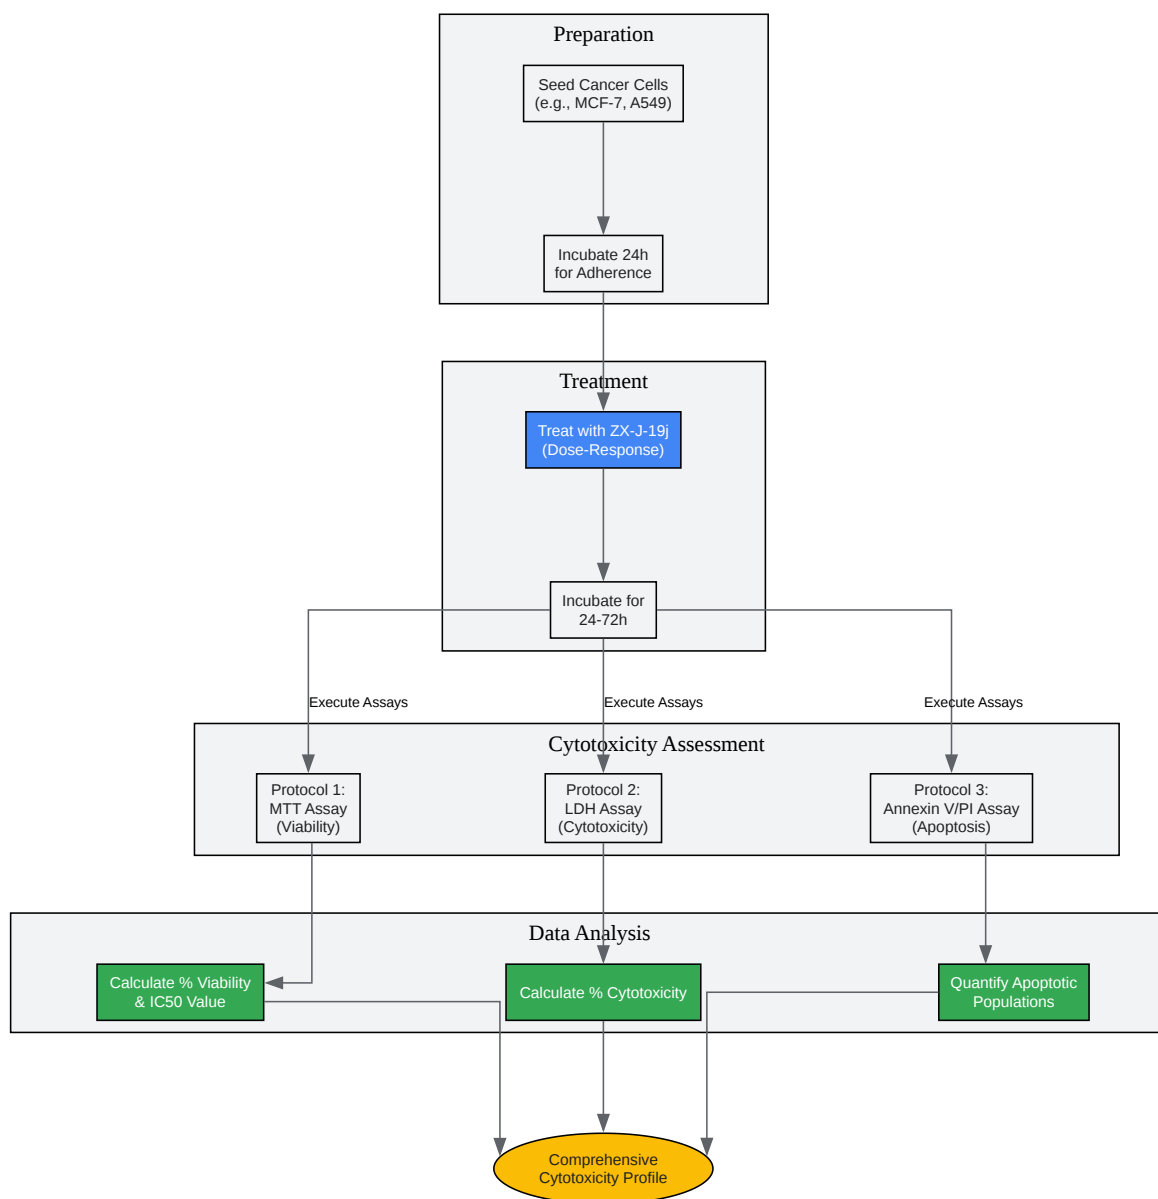 Preparation
Seed Cancer Cells
(e.g., MCF-7, A549)
Incubate 24h
for Adherence
Treatment
Treat with ZX-J-19j
(Dose-Response)
Incubate for
24-72h
Execute Assays
Execute Assays
Execute Assays
Cytotoxicity Assessment
Protocol 1:
MTT Assay
(Viability)
Protocol 2:
LDH Assay
(Cytotoxicity)
Protocol 3:
Annexin V/PI Assay
(Apoptosis)
Data Analysis
Calculate % Viability
& IC50 Value
Calculate % Cytotoxicity
Quantify Apoptotic
Populations
Comprehensive
Cytotoxicity Profile